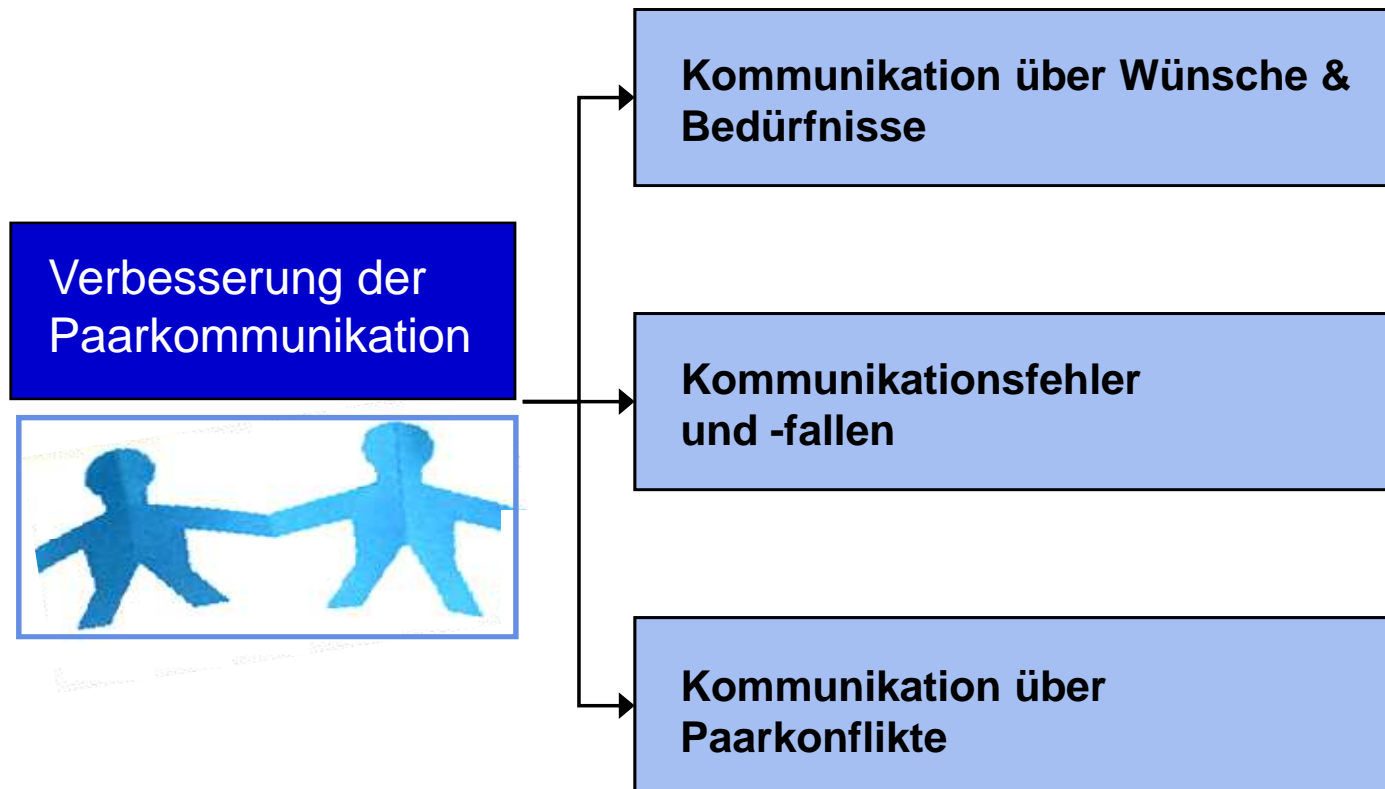 Kommunikation über Wünsche &
Bedürfnisse
Verbesserung der
Paarkommunikation
Kommunikationsfehler
und -fallen
Kommunikation über
Paarkonflikte